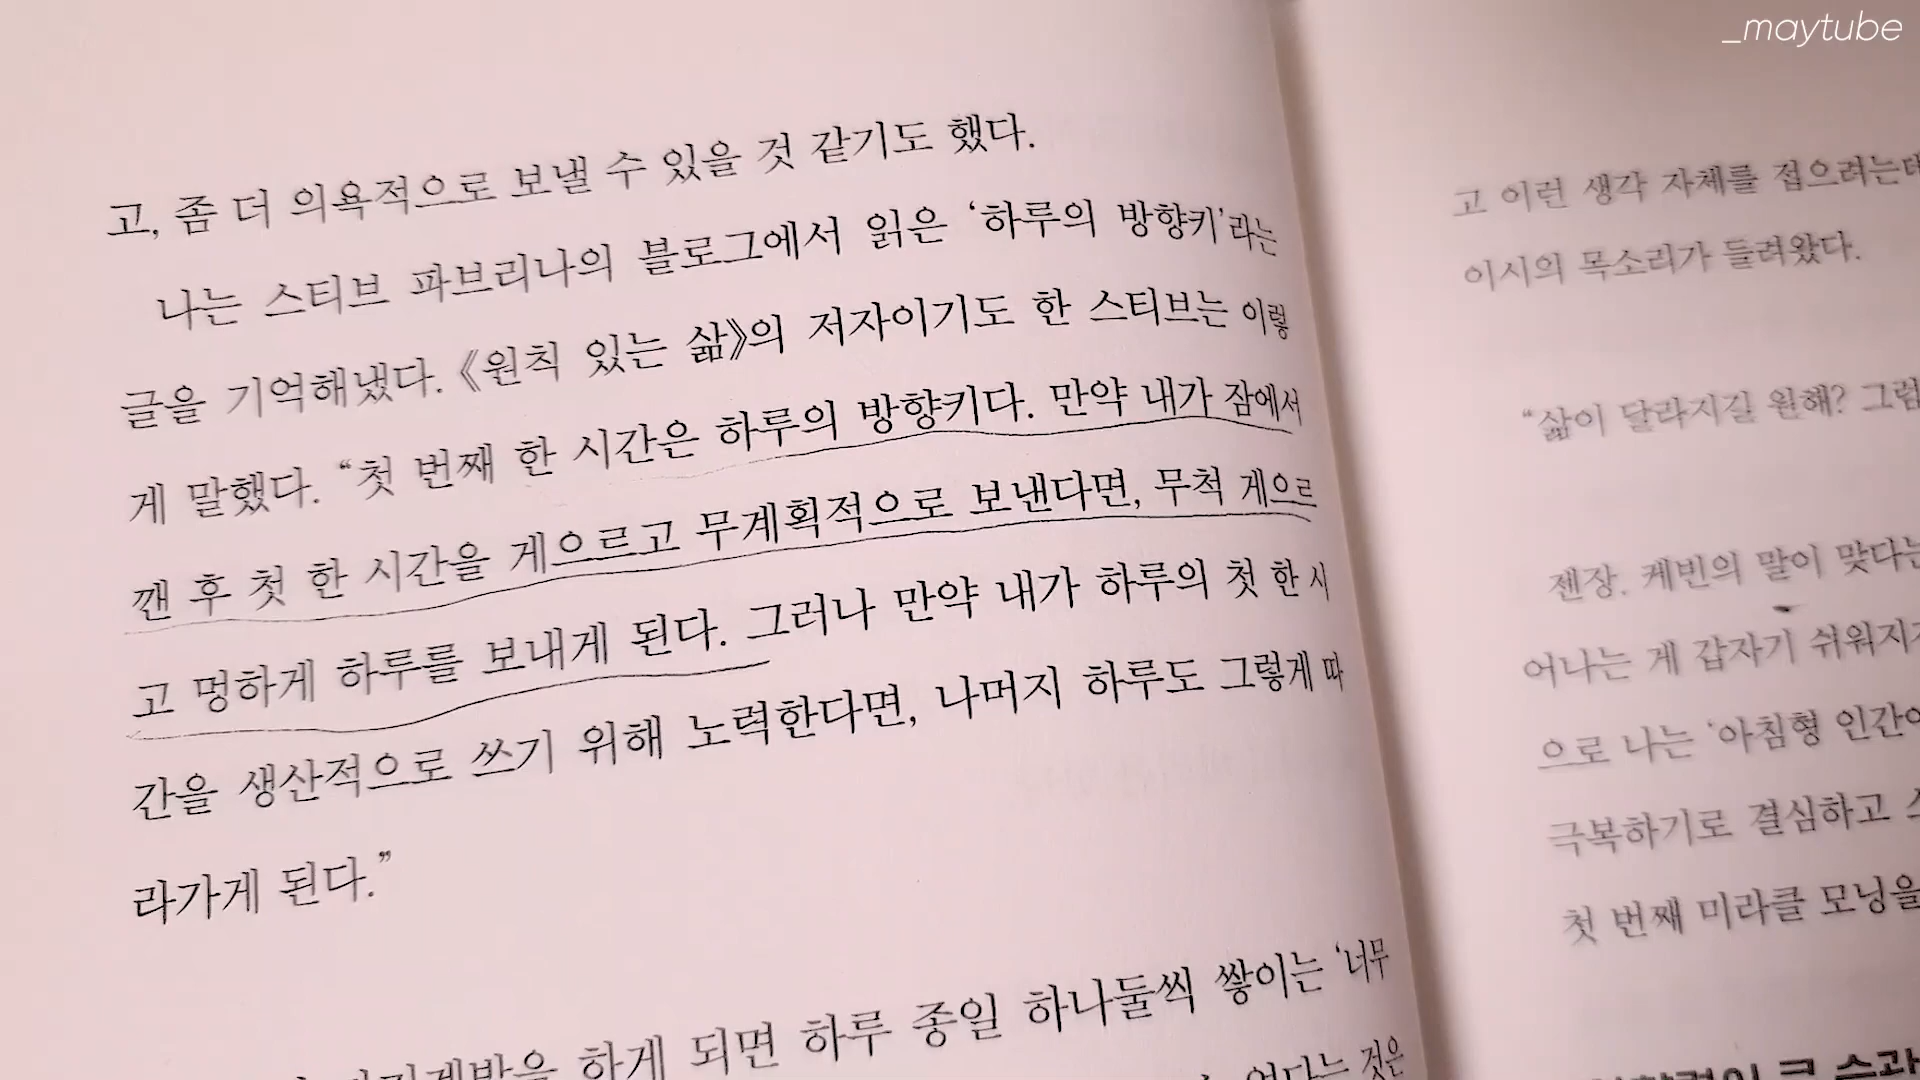 _maytube
고, 좀 더 의욕적으로 보낼 수 있을 것 같기도 했다.
나는 스티브 파브리나의 블로그에서 읽은 ‘하루의 방향키’라는
글을 기억해냈다. 《원칙 있는 삶》의 저자이기도 한 스티브는 이렇
게 말했다. “첫 번째 한 시간은 하루의 방향키다. 만약 내가 잠에서
깬 후 첫 한 시간을 게으르고 무계획적으로 보낸다면, 무척 게으르
고 멍하게 하루를 보내게 된다. 그러나 만약 내가 하루의 첫 한 시
간을 생산적으로 쓰기 위해 노력한다면, 나머지 하루도 그렇게 따
라가게 된다.”
하게 되면 하루 종일 하나둘씩 쌓이는 ‘너무
것은
고 이런 생각 자체를 접으려는데
이시의 목소리가 들려왔다.
“삶이 달라지길 원해? 그럼
젠장. 케빈의 말이 맞다는
어나는 게 갑자기 쉬워지지
으로 나는 ‘아침형 인간이
극복하기로 결심하고
첫 번째 미라클 모닝을